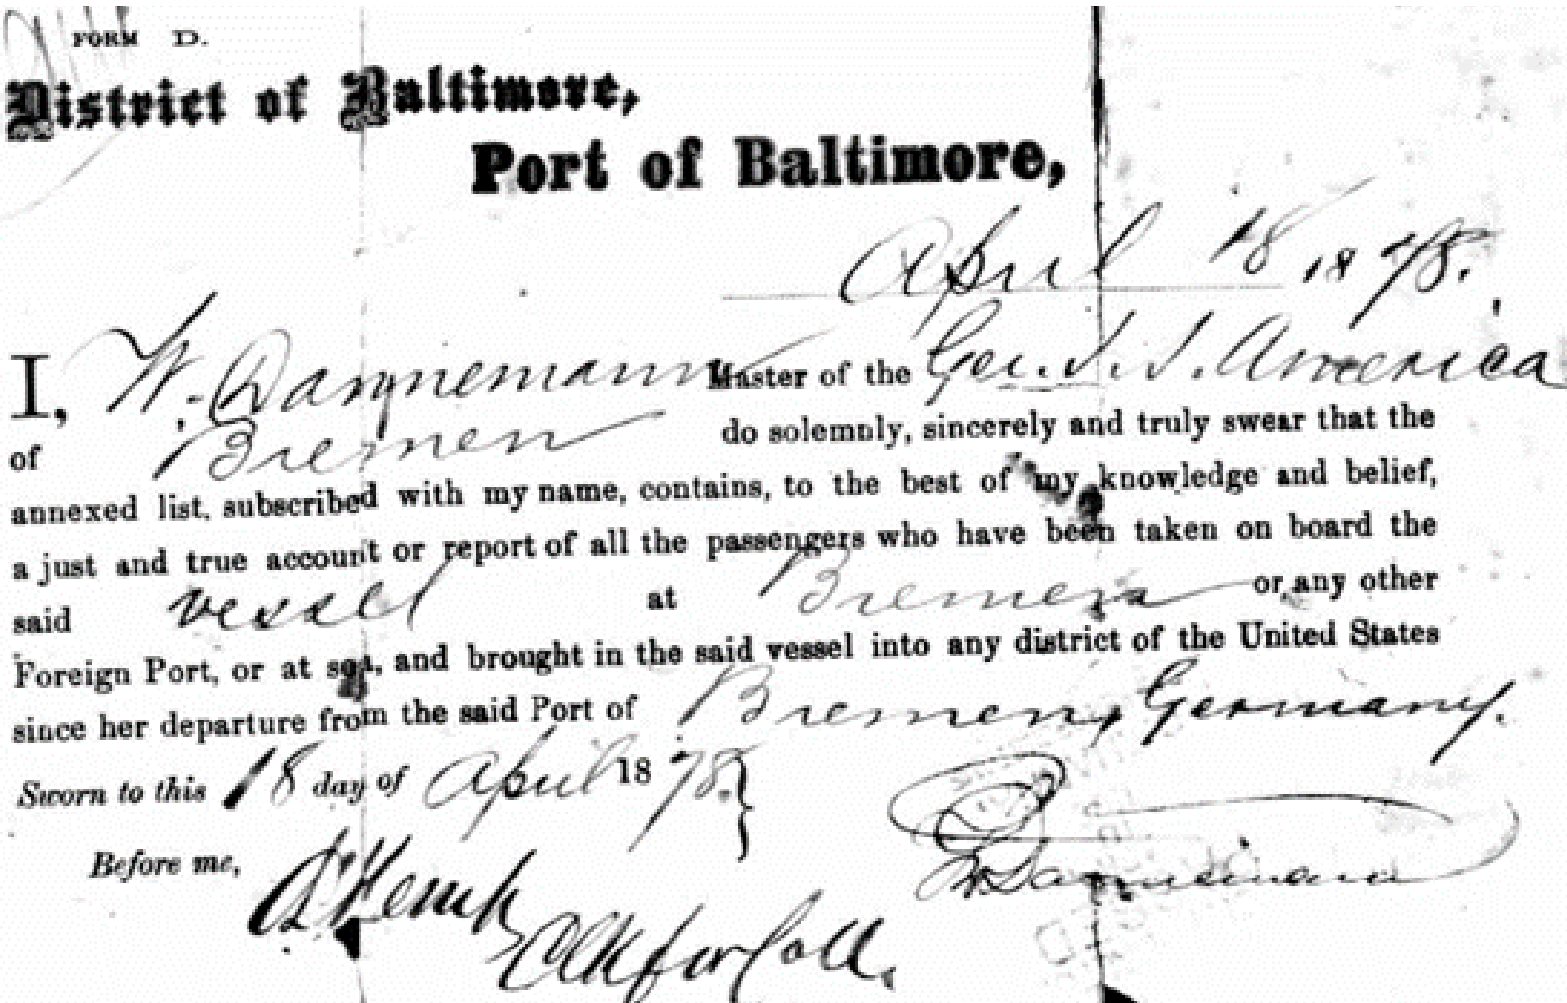 FORM D.
District of Baltimore,
Port of Baltimore,
April 18 1878.
I, W. Dannemann Master of the Ger. S. S. America
of Bremen do solemnly, sincerely and truly swear that the
annexed list, subscribed with my name, contains, to the best of my knowledge and belief,
a just and true account or report of all the passengers who have been taken on board the
said vessel at Bremen or any other
Foreign Port, or at sea, and brought in the said vessel into any district of the United States
since her departure from the said Port of Bremen, Germany.
Sworn to this 18 day of April 1878.
W Dannemann
Before me,
for Coll.